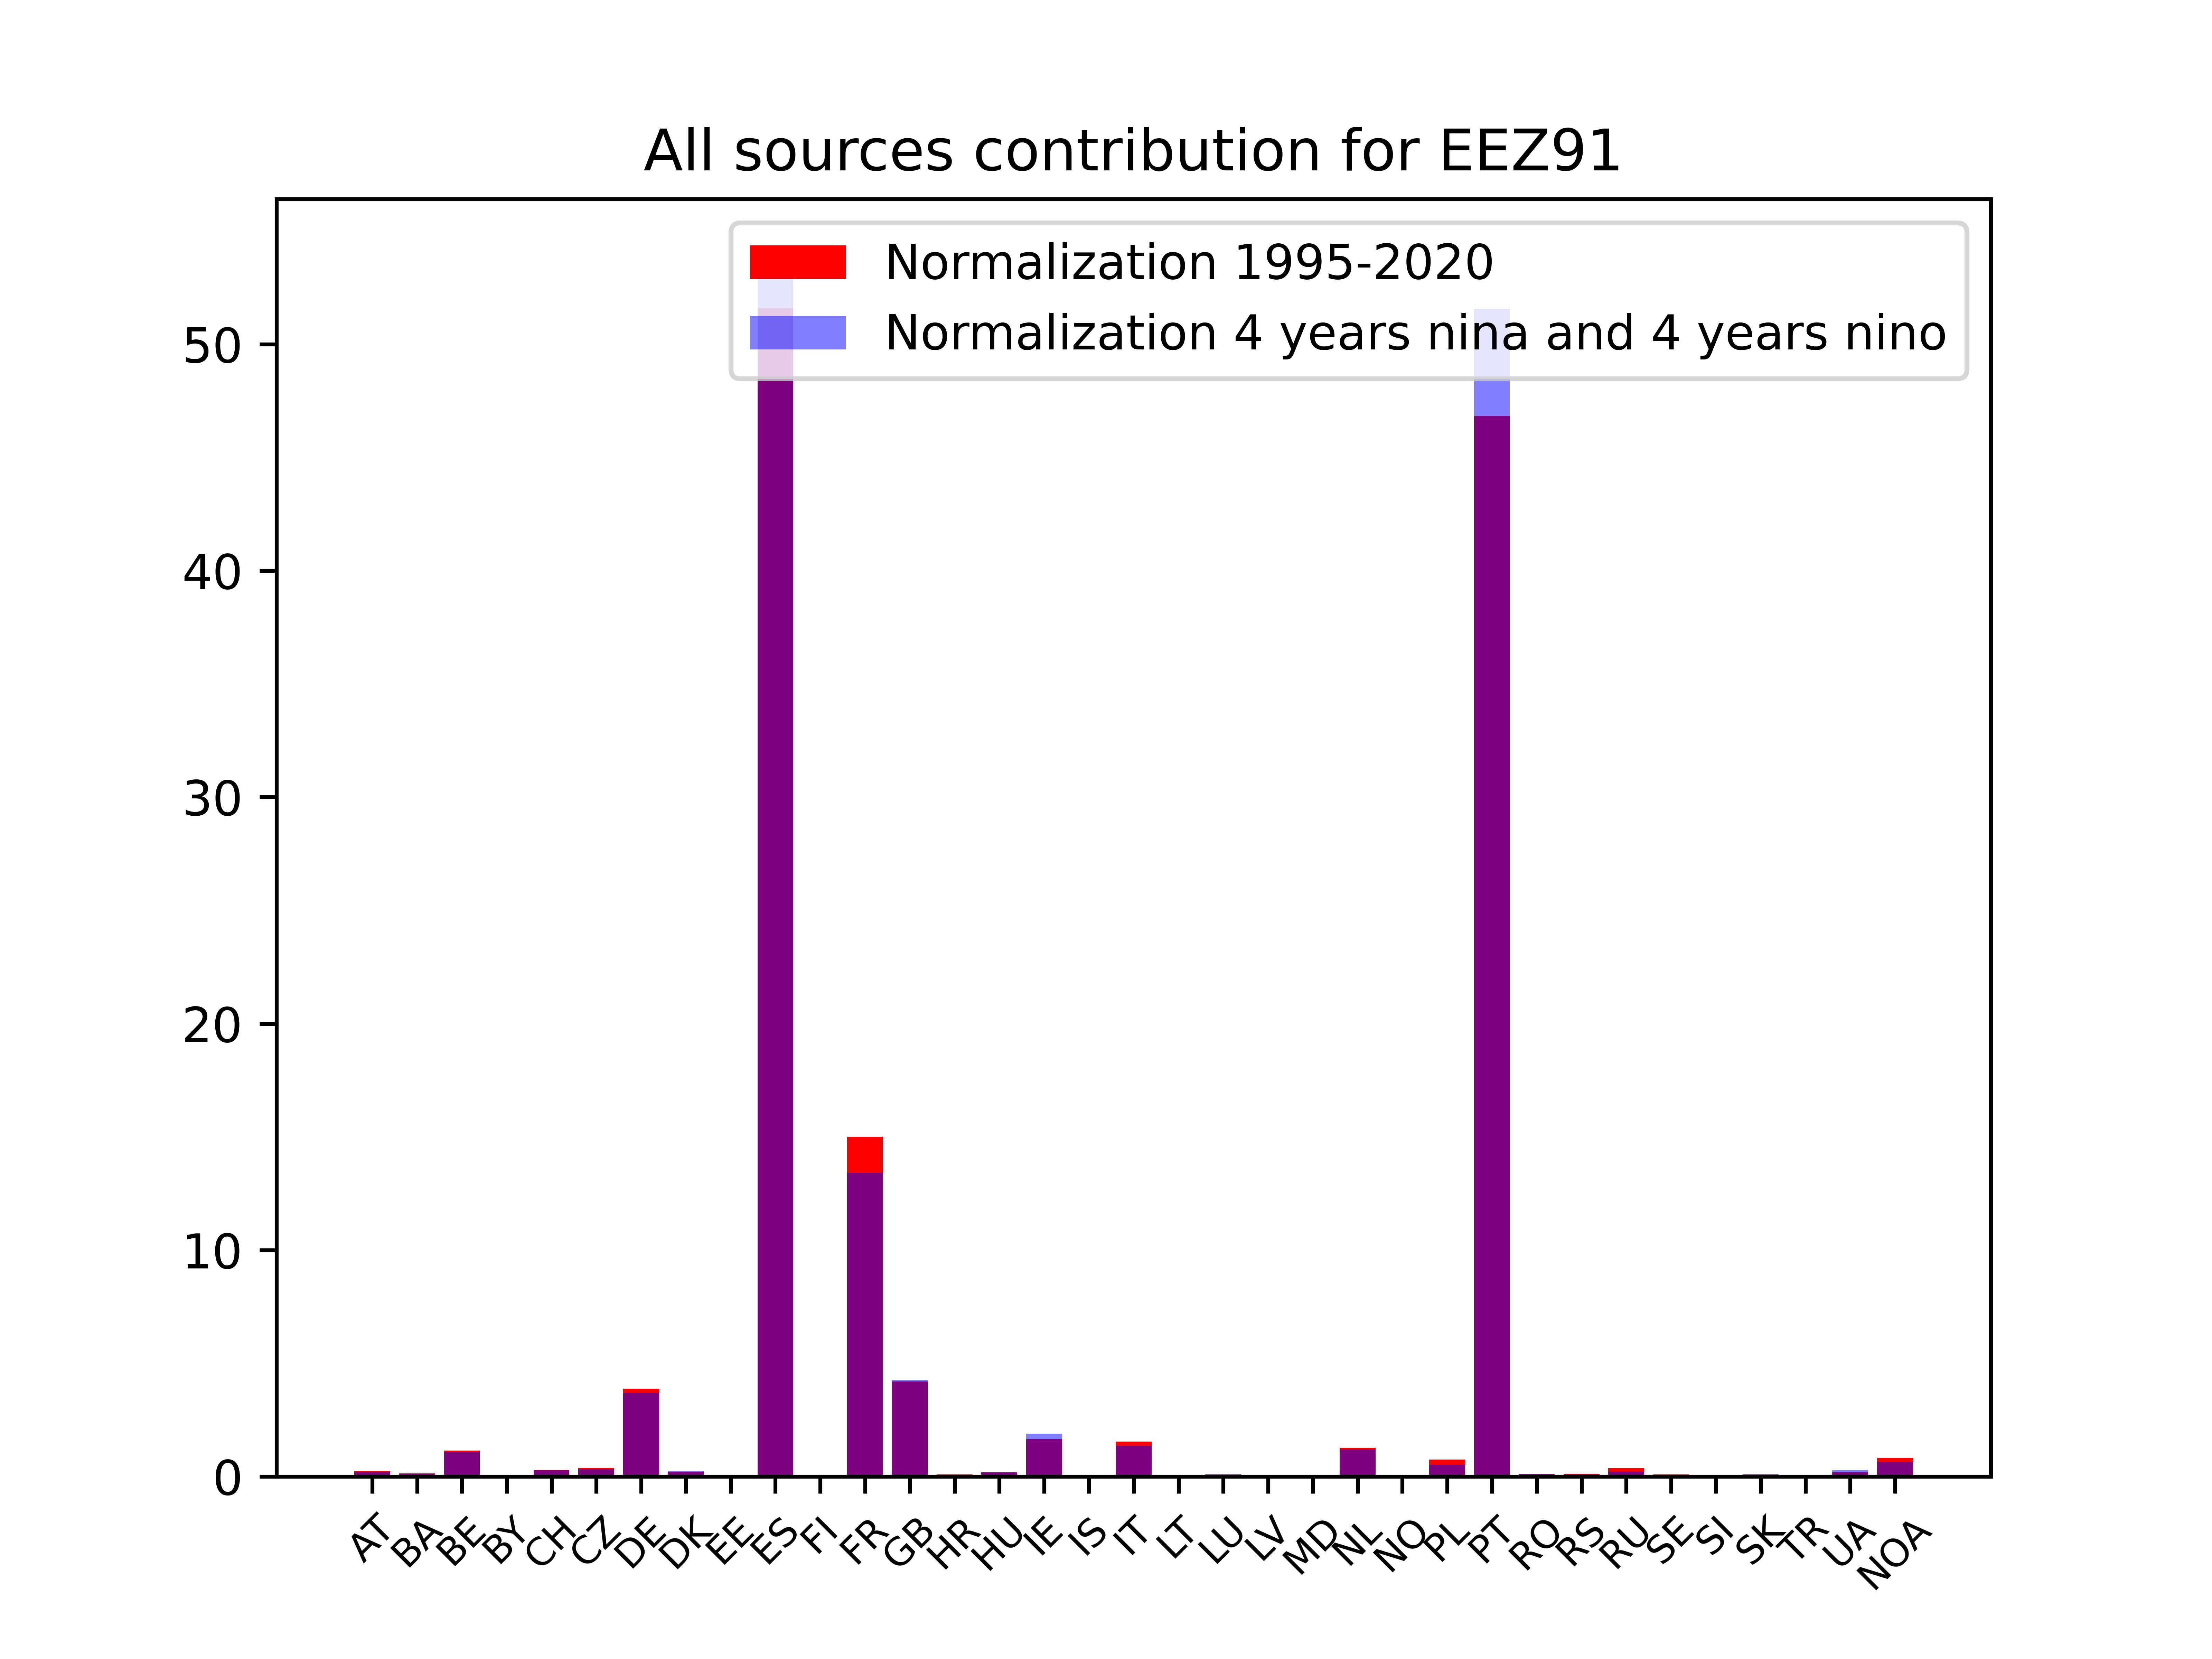 All sources contribution for EEZ91
Normalization 1995-2020
Normalization 4 years nina and 4 years nino
50
40
30
20
10
0
AT BA BE BY CH CZ DE DK EE ES FI FR GB HR HU IE IS IT LT LU LV MD NL NO PL PT RO RS RU SE SI SK TR UA NOA